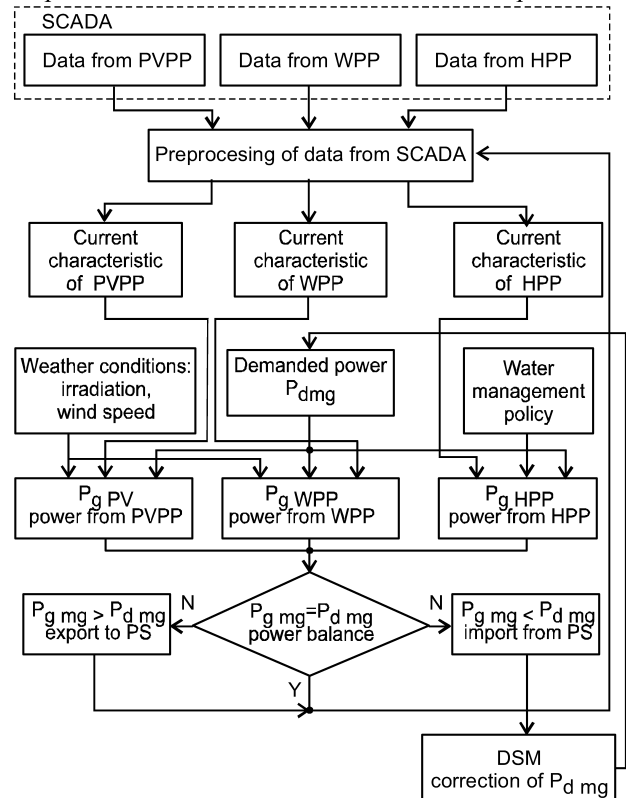 SCADA
Data from PVPP
Data from WPP
Data from HPP
Preprocesing of data from SCADA
Current
characteristic
of PVPP
Current
characteristic
of WPP
Current
characteristic
of HPP
Weather conditions:
irradiation,
wind speed
Demanded power
Pdmg
Water
management
policy
Pg PV
power from PVPP
Pg WPP
power from WPP
Pg HPP
power from HPP
Pg mg > Pd mg
export to PS
N
Pg mg=Pd mg
power balance
N
Pg mg < Pd mg
import from PS
Y
DSM
correction of Pd mg